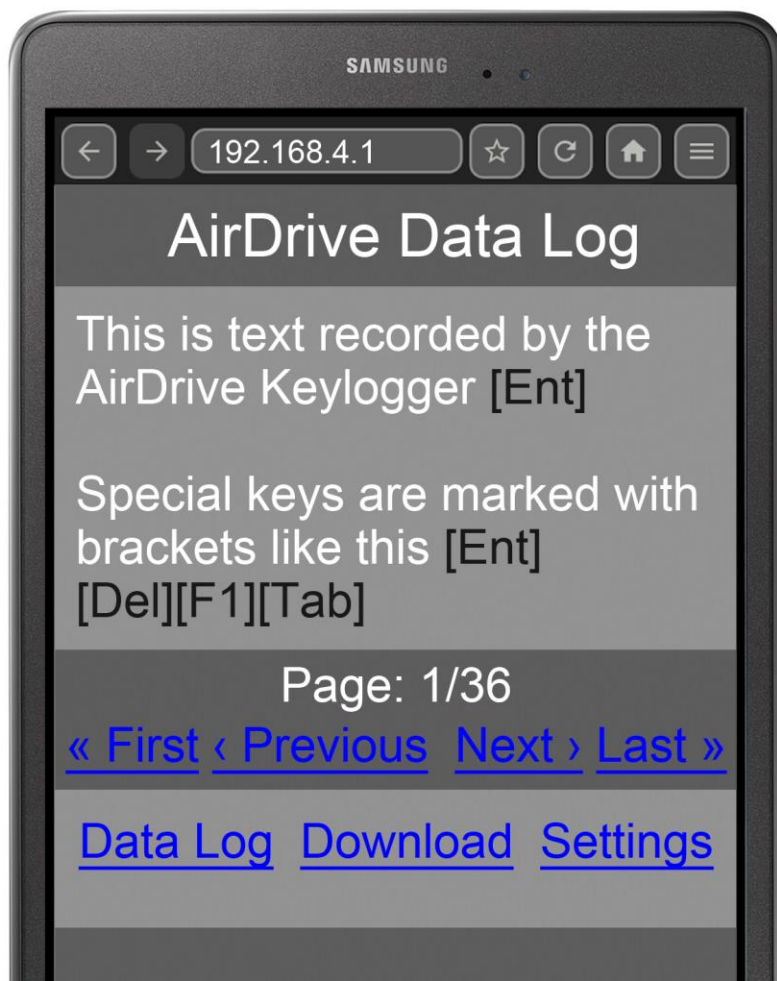 SAMSUNG
192.168.4.1
AirDrive Data Log
This is text recorded by the
AirDrive Keylogger [Ent]
Special keys are marked with
brackets like this [Ent]
[Del][F1][Tab]
Page: 1/36
« First ‹ Previous Next › Last »
Data Log Download Settings